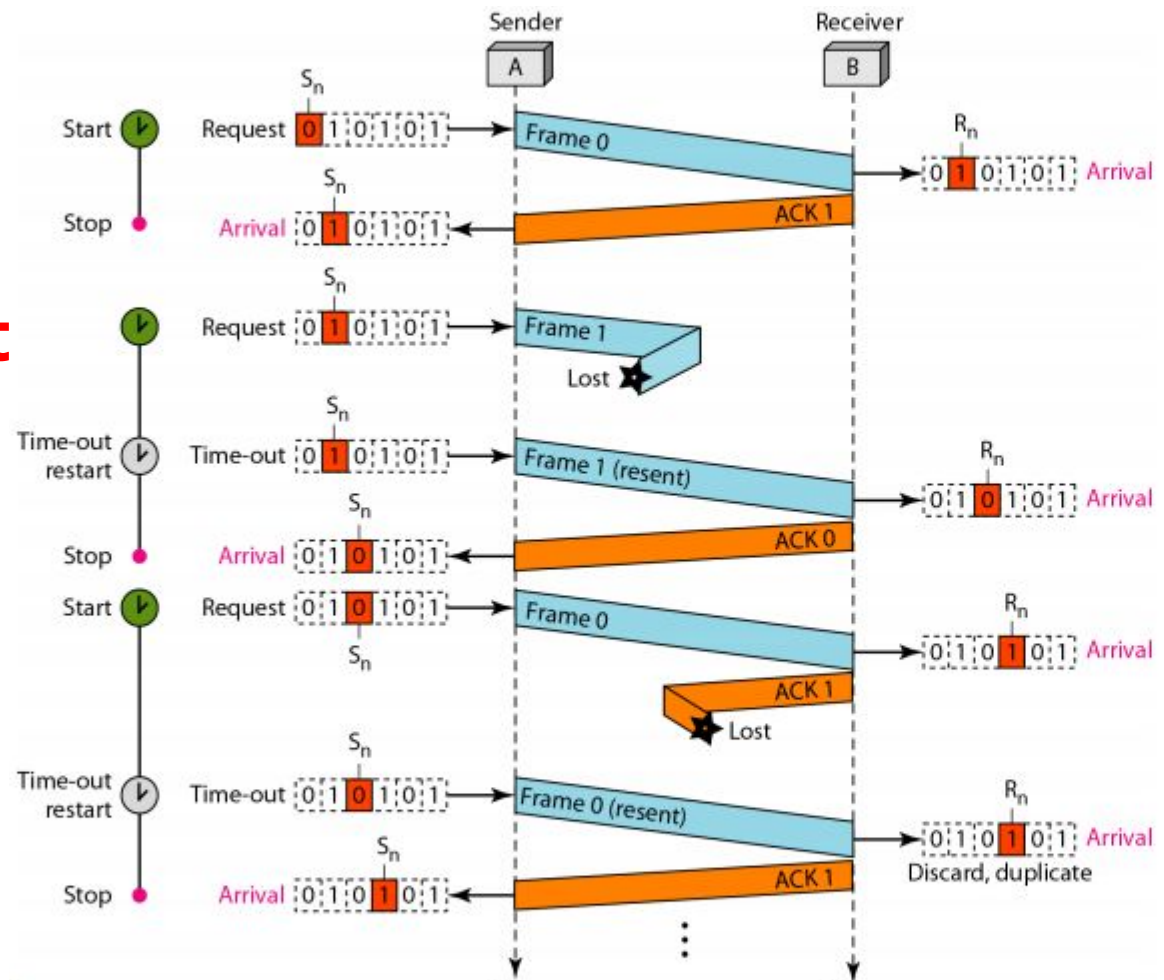 Sender Receiver
A B
Sn
Start Request 0 1 0 1 0 1 Frame 0
Rn
0 1 0 1 0 1 Arrival
Sn
Stop Arrival 0 1 0 1 0 1 ACK 1
Sn
Request 0 1 0 1 0 1 Frame 1
Lost
Sn
Time-out
restart
Time-out 0 1 0 1 0 1 Frame 1 (resent)
Rn
0 1 0 1 0 1 Arrival
Sn
Stop Arrival 0 1 0 1 0 1 ACK 0
Start Request 0 1 0 1 0 1 Frame 0
Sn
Rn
0 1 0 1 0 1 Arrival
ACK 1
Lost
Sn
Time-out
restart
Time-out 0 1 0 1 0 1 Frame 0 (resent)
Rn
0 1 0 1 0 1 Arrival
Discard, duplicate
Sn
Stop Arrival 0 1 0 1 0 1 ACK 1